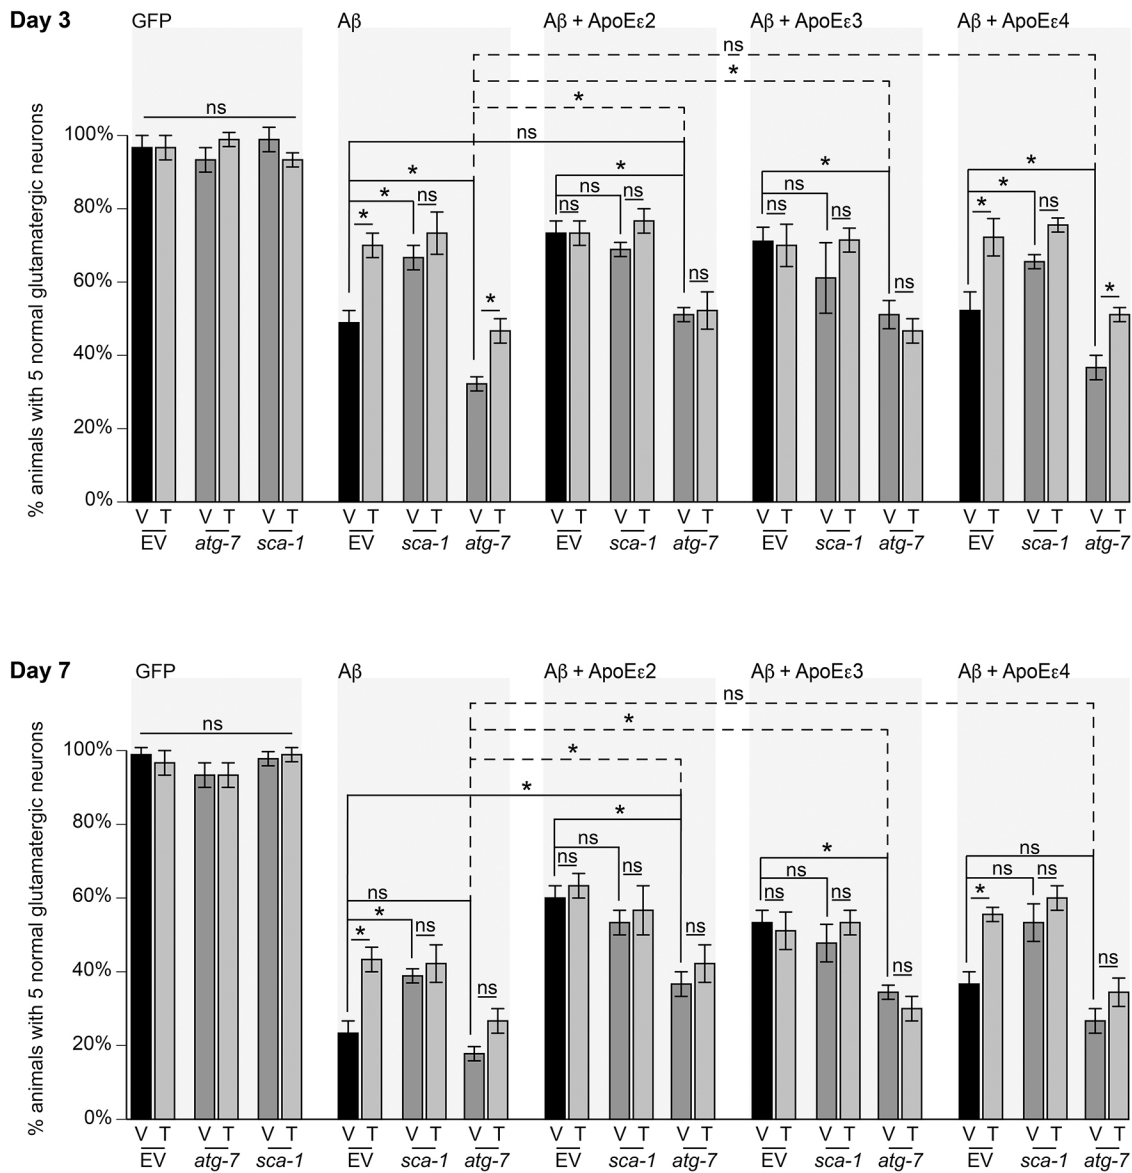 Day 3
GFP
Aβ
Aβ + ApoEε2
Aβ + ApoEε3
Aβ + ApoEε4
% animals with 5 normal glutamatergic neurons
ns
*
*
ns
ns
*
*
*
ns
*
*
ns
ns
ns
ns
*
ns
ns
ns
ns
*
*
*
ns
*
100%
80%
60%
40%
20%
0%
V T V T V T
EV atg-7 sca-1
V T V T V T
EV sca-1 atg-7
V T V T V T
EV sca-1 atg-7
V T V T V T
EV sca-1 atg-7
V T V T V T
EV sca-1 atg-7
Day 7
GFP
Aβ
Aβ + ApoEε2
Aβ + ApoEε3
Aβ + ApoEε4
% animals with 5 normal glutamatergic neurons
ns
ns
*
*
*
ns
*
*
ns
ns
*
ns
ns
ns
ns
*
ns
ns
ns
ns
ns
ns
*
ns
ns
100%
80%
60%
40%
20%
0%
V T V T V T
EV atg-7 sca-1
V T V T V T
EV sca-1 atg-7
V T V T V T
EV sca-1 atg-7
V T V T V T
EV sca-1 atg-7
V T V T V T
EV sca-1 atg-7